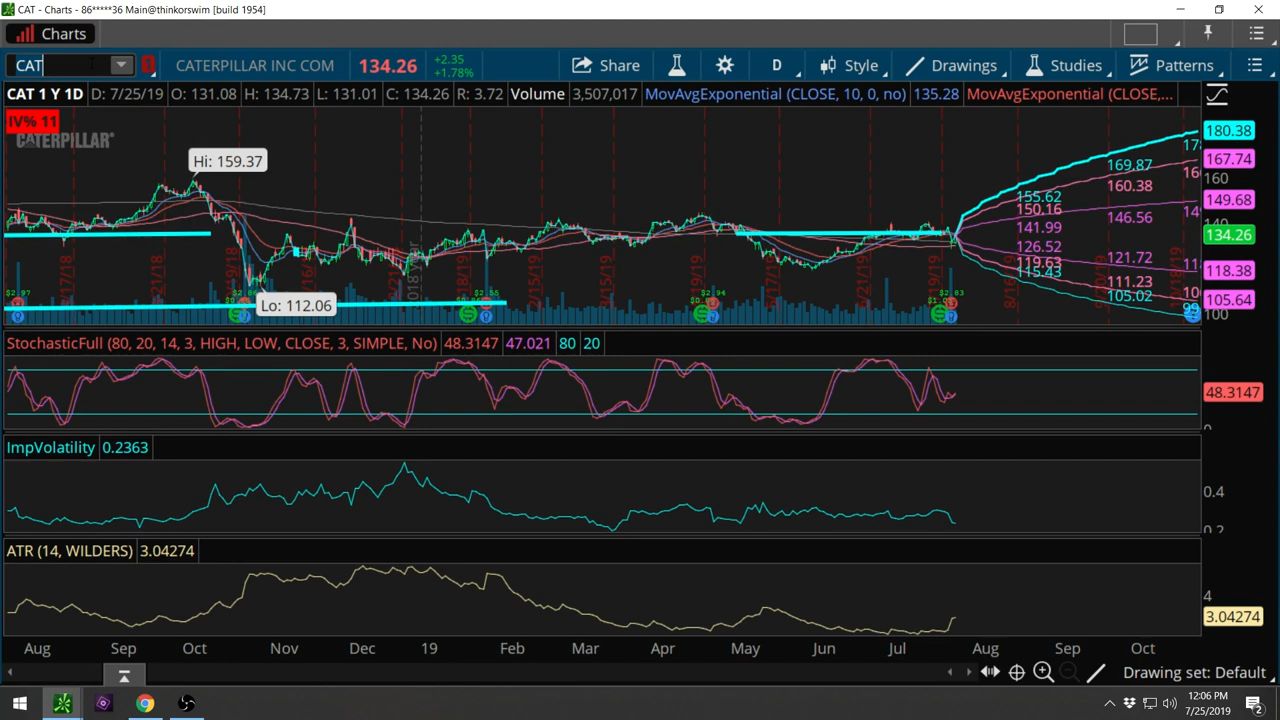 CAT - Charts - 86*****36 Main@thinkorswim [build 1954]
Charts
CAT
CATERPILLAR INC COM
134.26
+2.35
+1.78%
Share
D
Style
Drawings
Studies
Patterns
CAT 1 Y 1D D: 7/25/19 O: 131.08 H: 134.73 L: 131.01 C: 134.26 R: 3.72 Volume 3,507,017 MovAvgExponential (CLOSE, 10, 0, no) 135.28 MovAvgExponential (CLOSE,...
IV% 11
CATERPILLAR®
Hi: 159.37
Lo: 112.06
180.38
169.87
167.74
160.38
160
155.62
150.16
149.68
146.56
141.99
140
134.26
126.52
121.72
119.63
118.38
115.43
111.23
105.64
105.02
100
StochasticFull (80, 20, 14, 3, HIGH, LOW, CLOSE, 3, SIMPLE, No) 48.3147 47.021 80 20
48.3147
0
ImpVolatility 0.2363
0.4
0.2
ATR (14, WILDERS) 3.04274
4
3.04274
Aug Sep Oct Nov Dec 19 Feb Mar Apr May Jun Jul Aug Sep Oct
Drawing set: Default
12:06 PM
7/25/2019
2